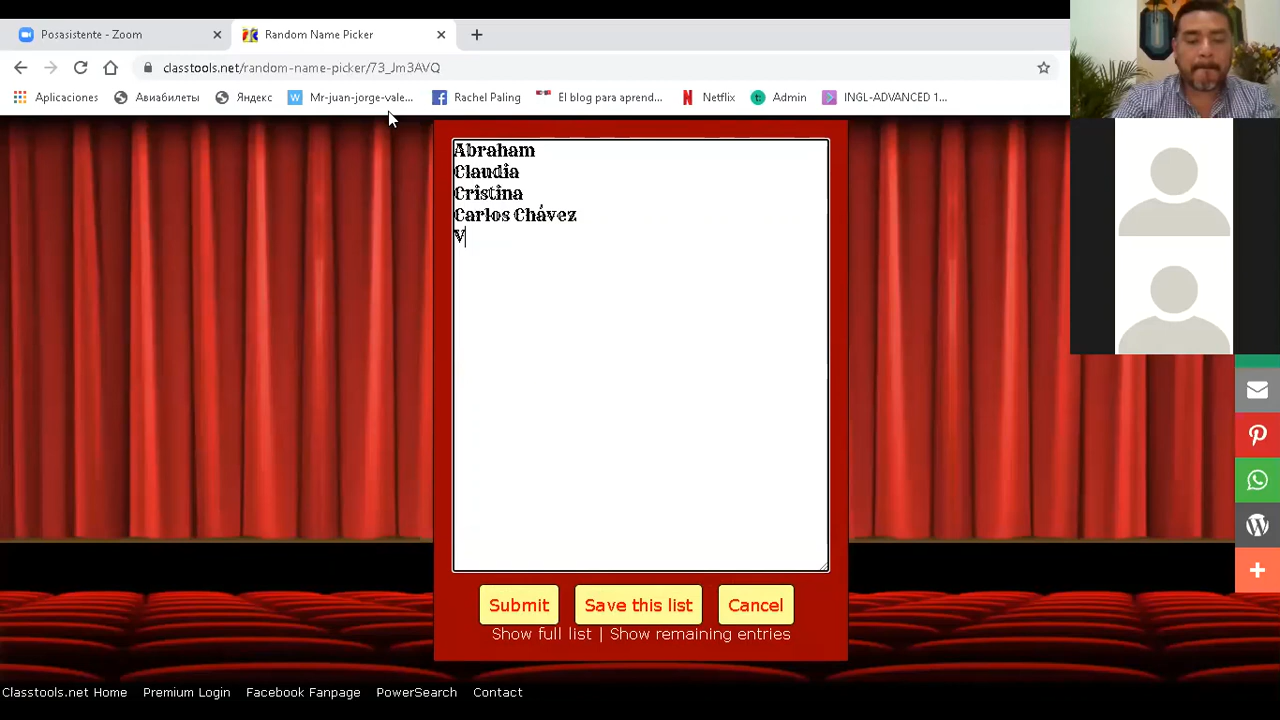 Posasistente - Zoom
Random Name Picker
classtools.net/random-name-picker/73_Jm3AVQ
Aplicaciones
Авиабилеты
Яндекс
Mr-juan-jorge-vale...
Rachel Paling
El blog para aprend...
Netflix
Admin
INGL-ADVANCED 1...
Abraham
Claudia
Cristina
Carlos Chávez
V
Submit
Save this list
Cancel
Show full list | Show remaining entries
Classtools.net Home
Premium Login
Facebook Fanpage
PowerSearch
Contact